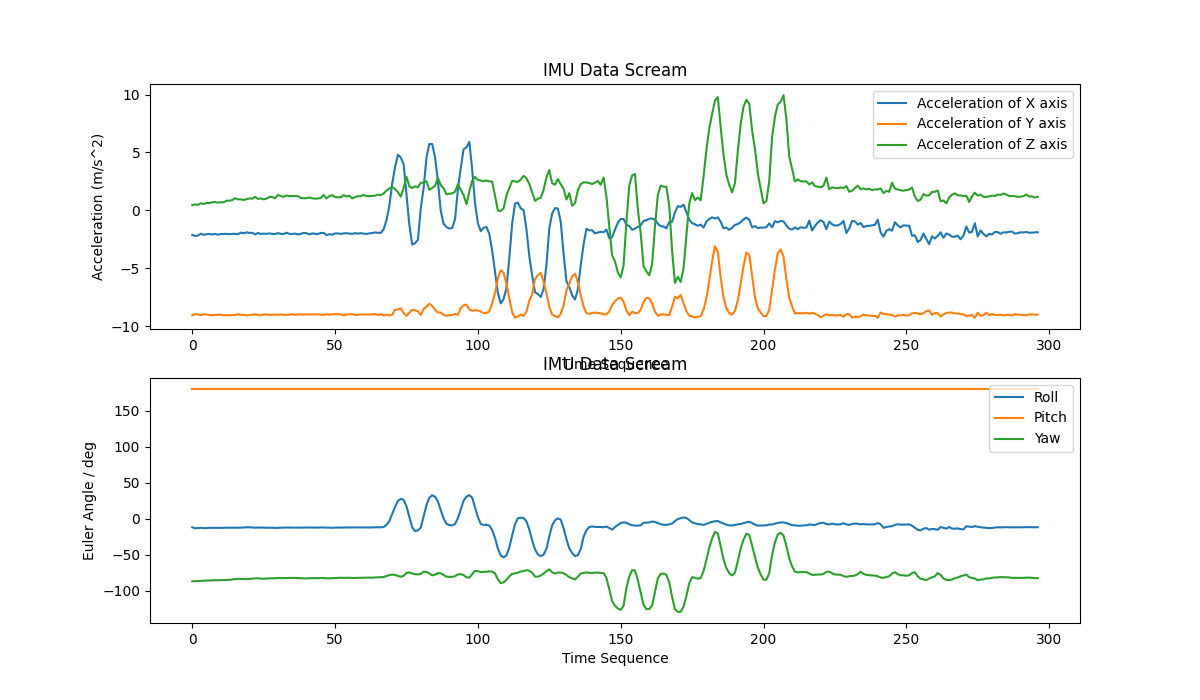 IMU Data Scream
Acceleration (m/s^2)
10
5
0
−5
−10
Acceleration of X axis
Acceleration of Y axis
Acceleration of Z axis
0 50 100 150 200 250 300
Time Sequence
IMU Data Scream
Euler Angle / deg
150
100
50
0
−50
−100
Roll
Pitch
Yaw
0 50 100 150 200 250 300
Time Sequence